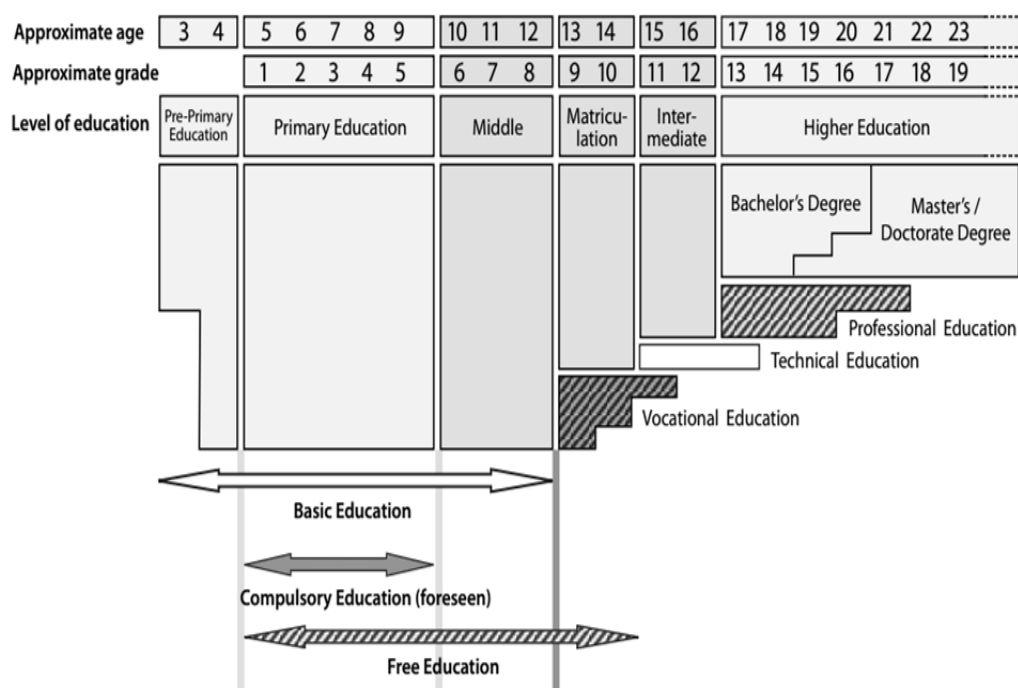 Approximate age 3 4 5 6 7 8 9 10 11 12 13 14 15 16 17 18 19 20 21 22 23
Approximate grade 1 2 3 4 5 6 7 8 9 10 11 12 13 14 15 16 17 18 19
Level of education
Pre-Primary
Education
Primary Education
Middle
Matricu-
lation
Inter-
mediate
Higher Education
Bachelor's Degree
Master's /
Doctorate Degree
Professional Education
Technical Education
Vocational Education
Basic Education
Compulsory Education (foreseen)
Free Education